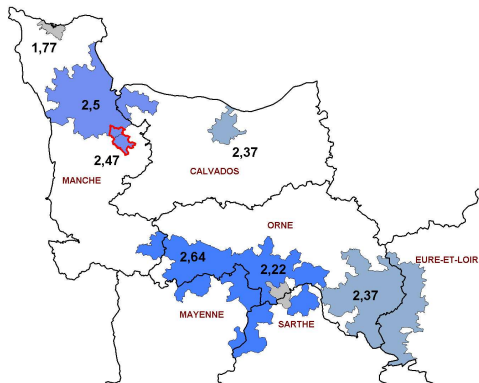 1,77
2,5
2,47
MANCHE
2,37
CALVADOS
ORNE
EURE-ET-LOIR
2,64
2,22
2,37
MAYENNE
SARTHE